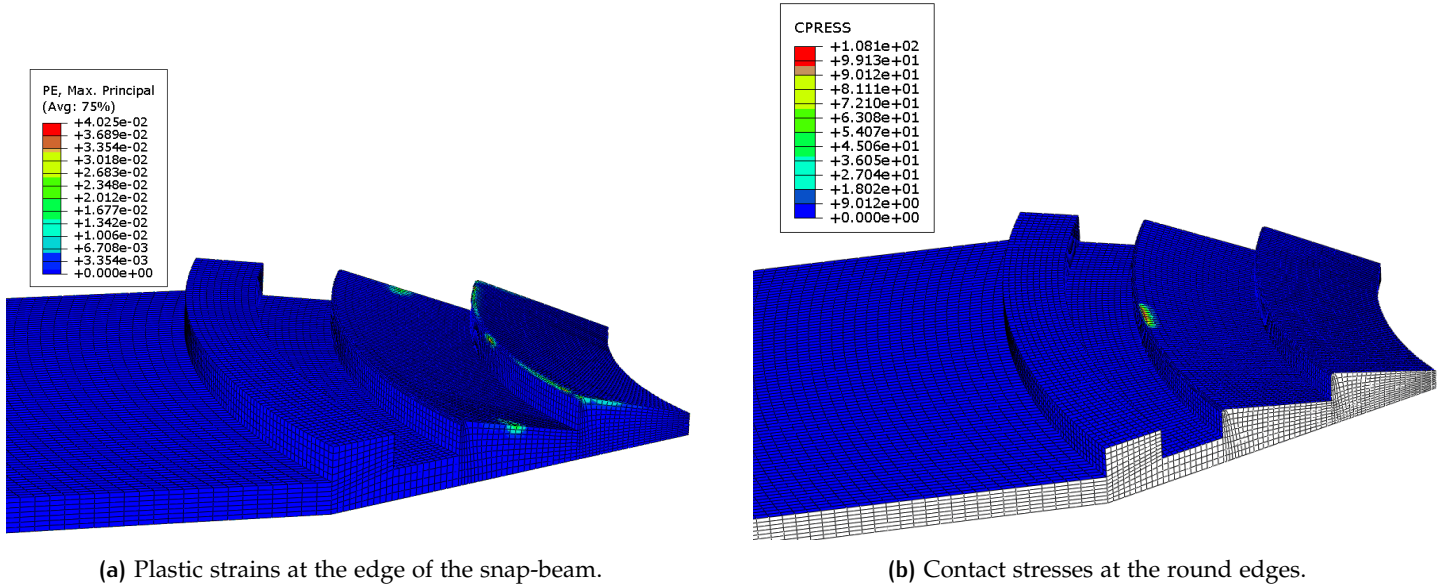 PE, Max. Principal
(Avg: 75%)
+4.025e-02
+3.689e-02
+3.354e-02
+3.018e-02
+2.683e-02
+2.348e-02
+2.012e-02
+1.677e-02
+1.342e-02
+1.006e-02
+6.708e-03
+3.354e-03
+0.000e+00
(a) Plastic strains at the edge of the snap-beam.
CPRESS
+1.081e+02
+9.913e+01
+9.012e+01
+8.111e+01
+7.210e+01
+6.308e+01
+5.407e+01
+4.506e+01
+3.605e+01
+2.704e+01
+1.802e+01
+9.012e+00
+0.000e+00
(b) Contact stresses at the round edges.